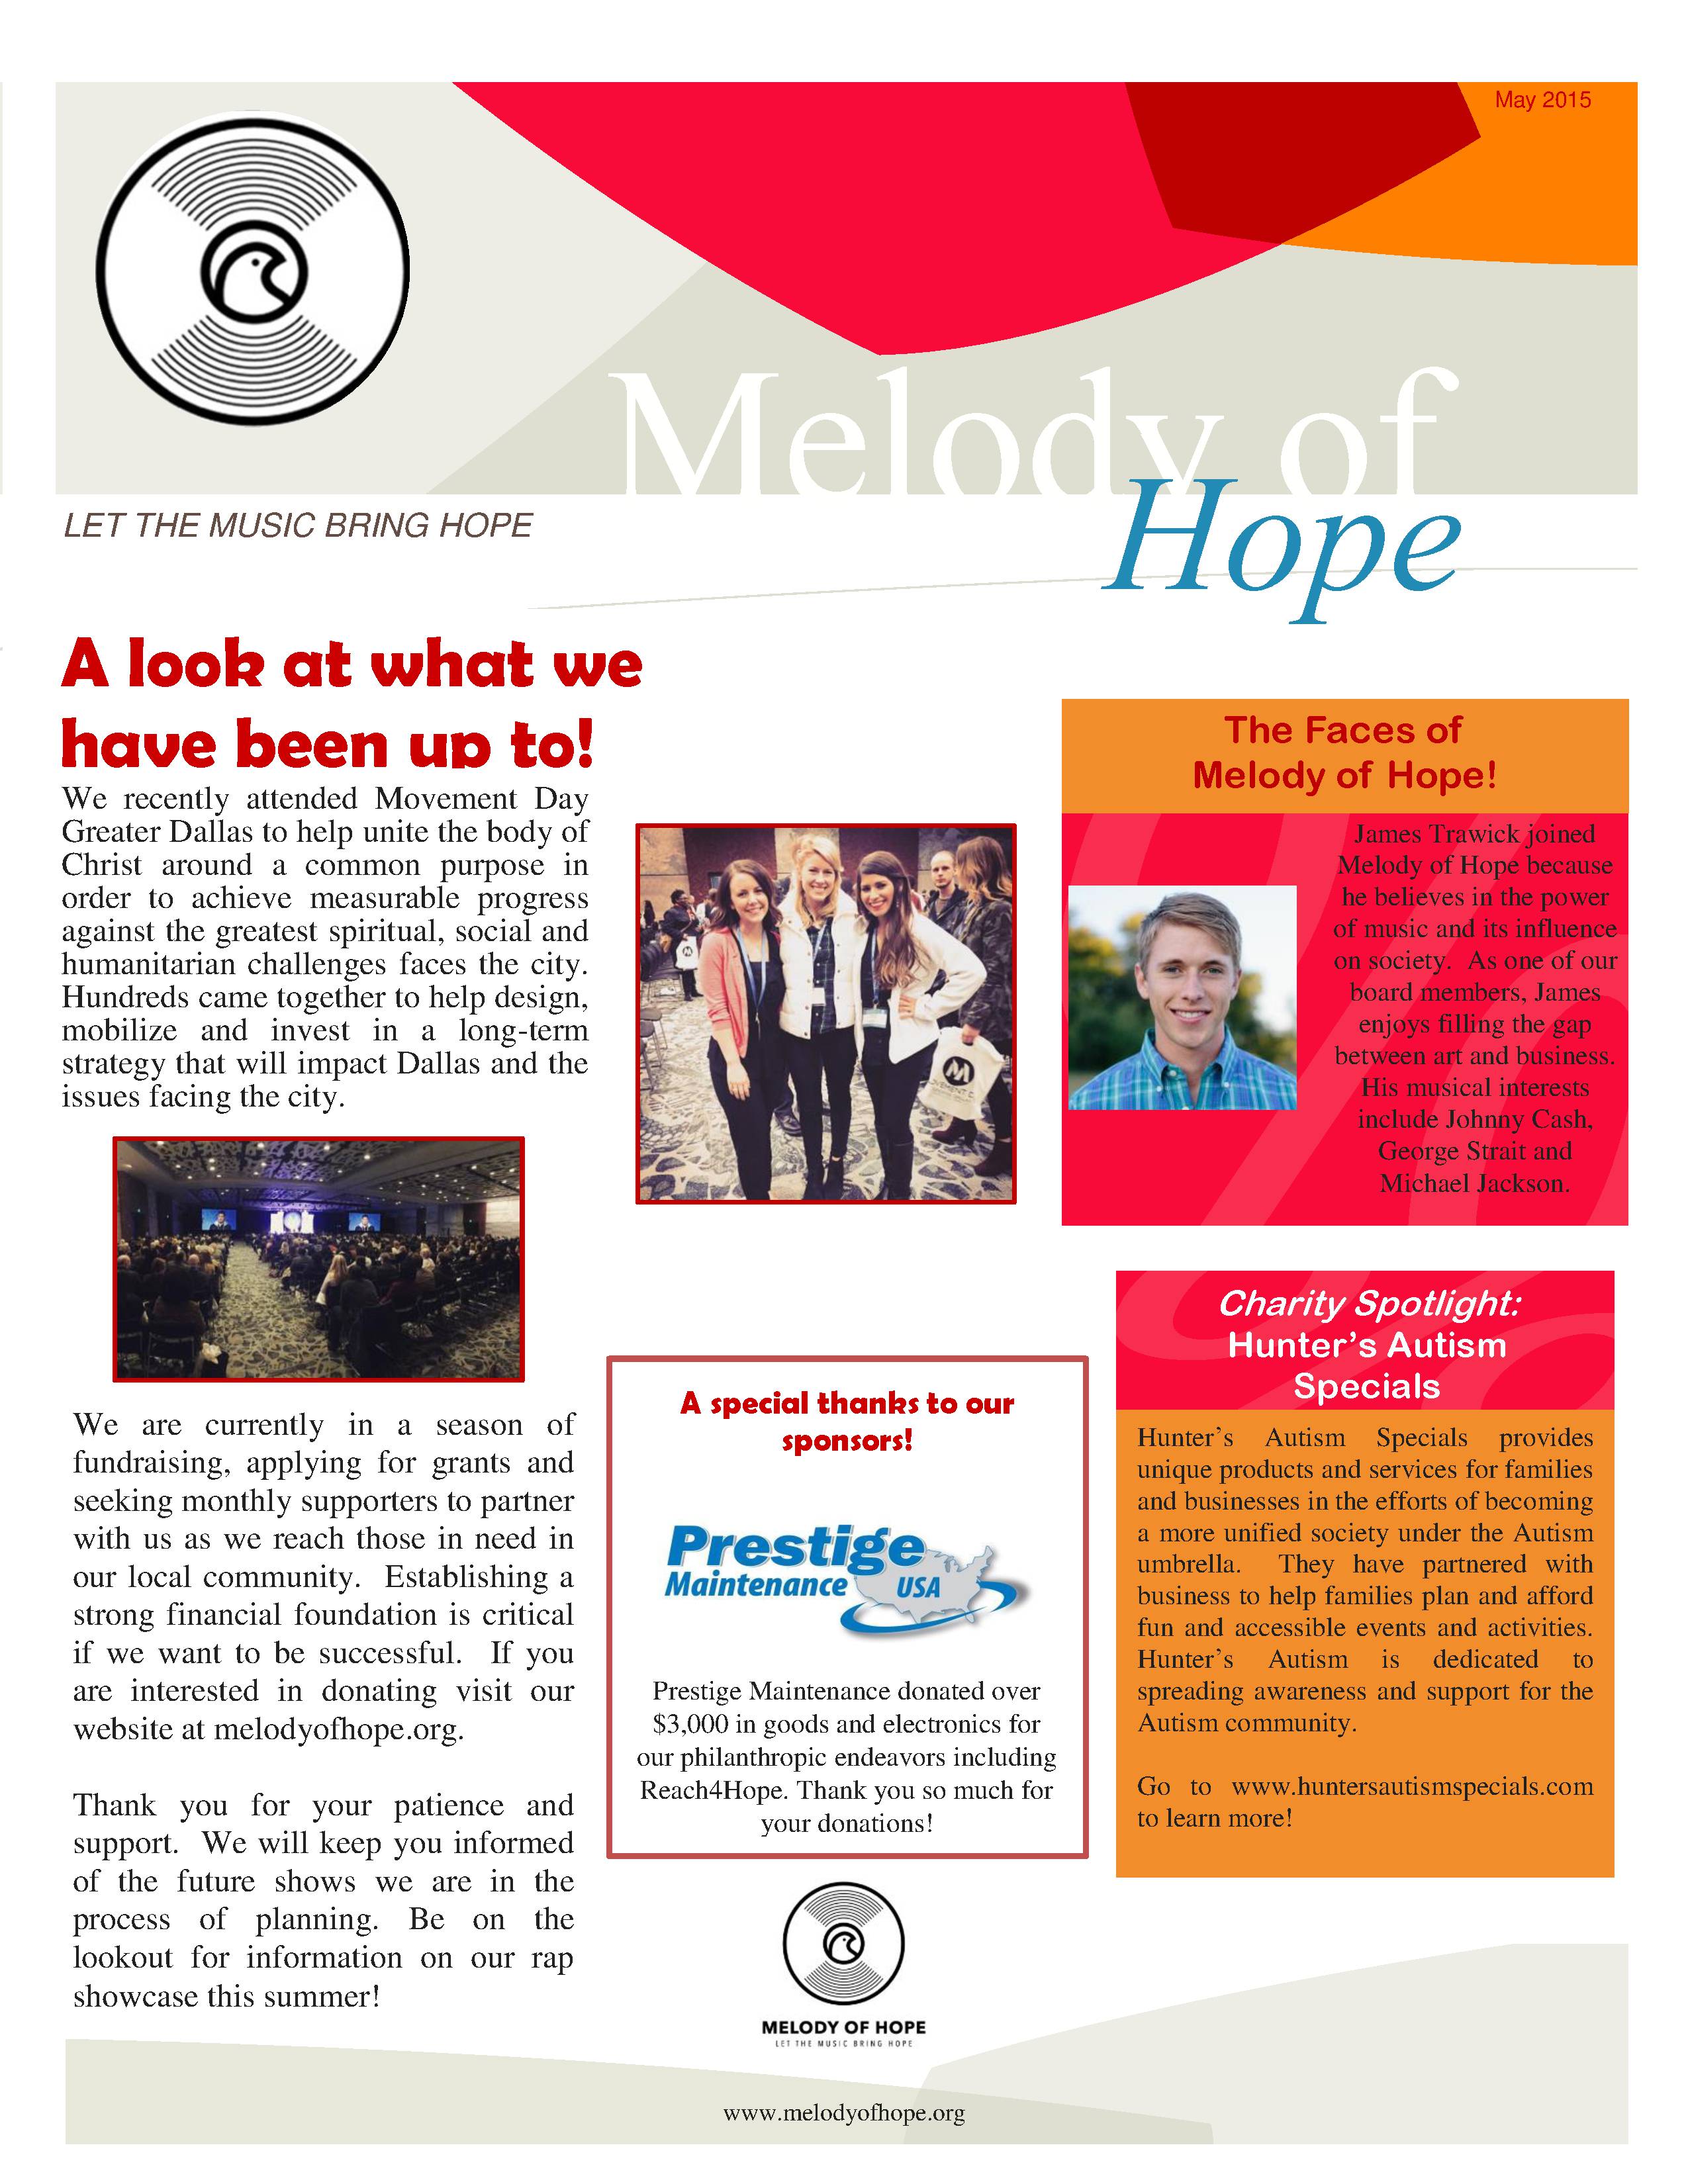 May 2015
Melody of
Hope
LET THE MUSIC BRING HOPE
A look at what we
have been up to!
We recently attended Movement Day
Greater Dallas to help unite the body of
Christ around a common purpose in
order to achieve measurable progress
against the greatest spiritual, social and
humanitarian challenges faces the city.
Hundreds came together to help design,
mobilize and invest in a long-term
strategy that will impact Dallas and the
issues facing the city.
We are currently in a season of
fundraising, applying for grants and
seeking monthly supporters to partner
with us as we reach those in need in
our local community. Establishing a
strong financial foundation is critical
if we want to be successful. If you
are interested in donating visit our
website at melodyofhope.org.
Thank you for your patience and
support. We will keep you informed
of the future shows we are in the
process of planning. Be on the
lookout for information on our rap
showcase this summer!
M
A special thanks to our
sponsors!
Prestige
Maintenance USA
Prestige Maintenance donated over
$3,000 in goods and electronics for
our philanthropic endeavors including
Reach4Hope. Thank you so much for
your donations!
MELODY OF HOPE
LET THE MUSIC BRING HOPE
The Faces of
Melody of Hope!
James Trawick joined
Melody of Hope because
he believes in the power
of music and its influence
on society. As one of our
board members, James
enjoys filling the gap
between art and business.
His musical interests
include Johnny Cash,
George Strait and
Michael Jackson.
Charity Spotlight:
Hunter's Autism
Specials
Hunter's Autism Specials provides
unique products and services for families
and businesses in the efforts of becoming
a more unified society under the Autism
umbrella. They have partnered with
business to help families plan and afford
fun and accessible events and activities.
Hunter's Autism is dedicated to
spreading awareness and support for the
Autism community.
Go to www.huntersautismspecials.com
to learn more!
www.melodyofhope.org